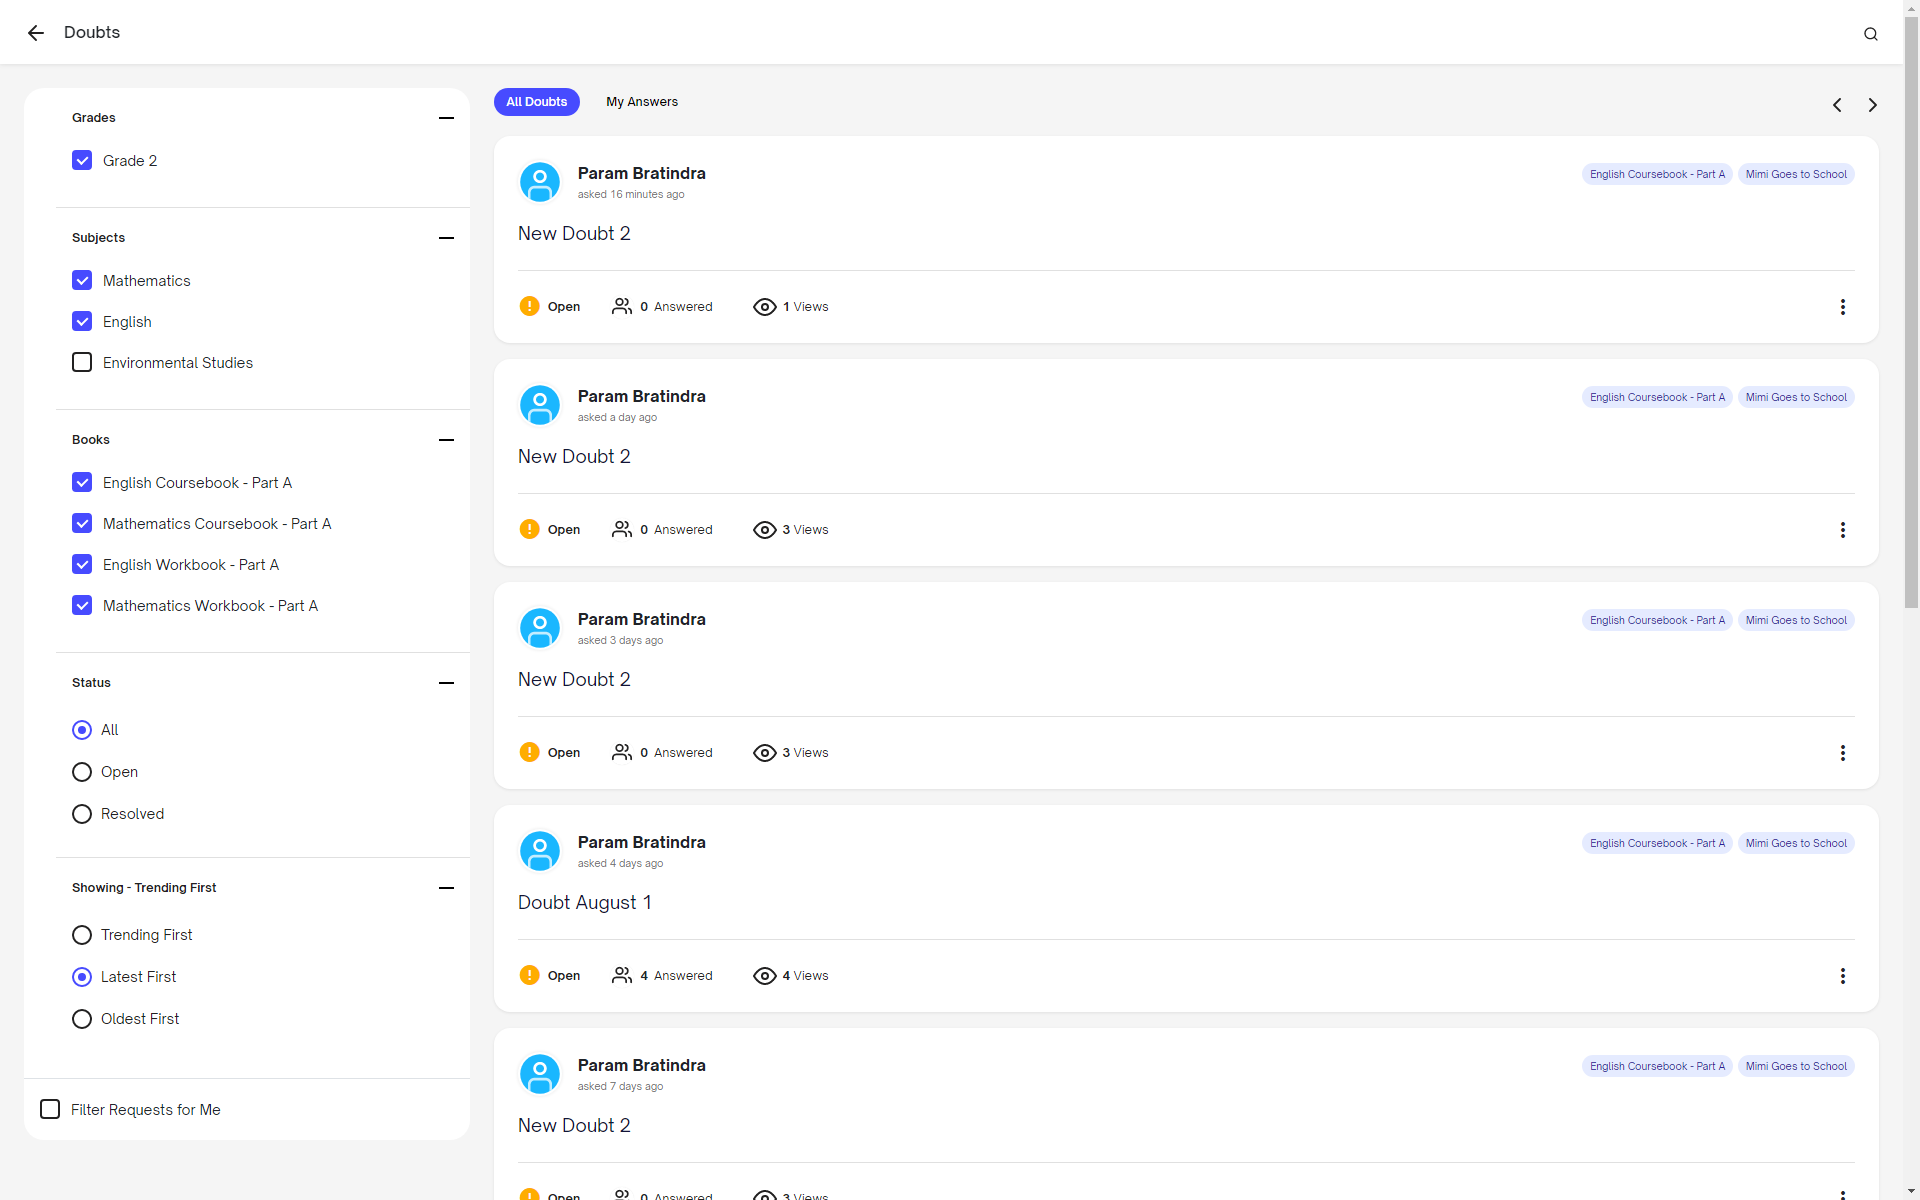 Doubts
Grades
Grade 2
Subjects
Mathematics
English
Environmental Studies
Books
English Coursebook - Part A
Mathematics Coursebook - Part A
English Workbook - Part A
Mathematics Workbook - Part A
Status
All
Open
Resolved
Showing - Trending First
Trending First
Latest First
Oldest First
Filter Requests for Me
All Doubts My Answers
Param Bratindra English Coursebook - Part A Mimi Goes to School
asked 16 minutes ago
New Doubt 2
Open 0 Answered 1 Views
Param Bratindra English Coursebook - Part A Mimi Goes to School
asked a day ago
New Doubt 2
Open 0 Answered 3 Views
Param Bratindra English Coursebook - Part A Mimi Goes to School
asked 3 days ago
New Doubt 2
Open 0 Answered 3 Views
Param Bratindra English Coursebook - Part A Mimi Goes to School
asked 4 days ago
Doubt August 1
Open 4 Answered 4 Views
Param Bratindra English Coursebook - Part A Mimi Goes to School
asked 7 days ago
New Doubt 2
Open 0 Answered 3 Views